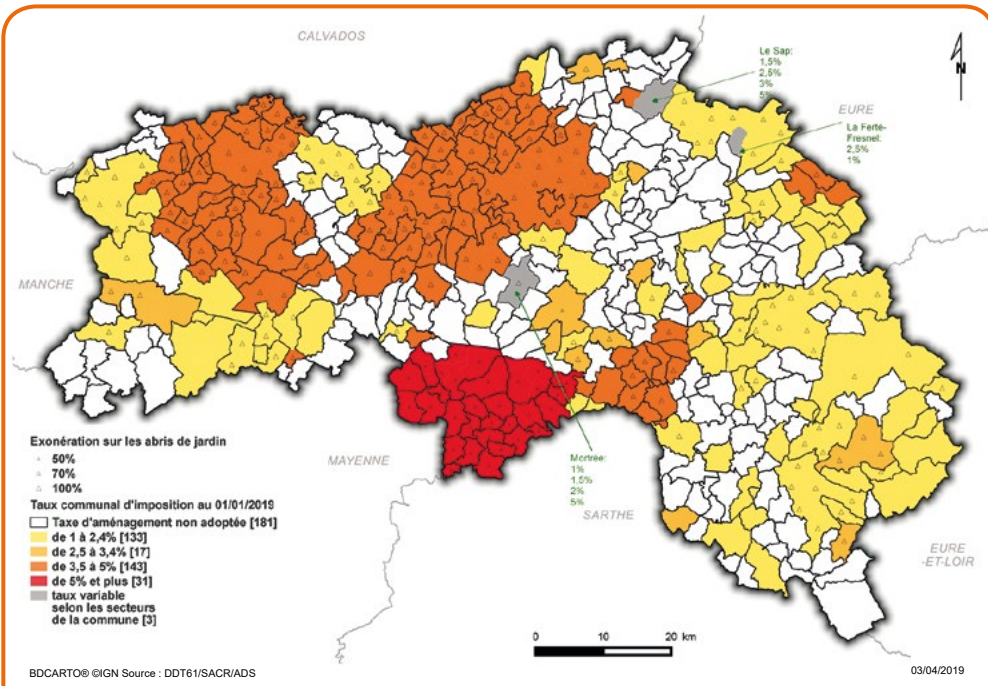 CALVADOS
Le Sap:
1,5%
2,5%
3%
5%
N
EURE
La Ferté-
Fresnel:
2,5%
1%
MANCHE
Exonération sur les abris de jardin
50%
70%
100%
Taux communal d'imposition au 01/01/2019
Taxe d'aménagement non adoptée [181]
de 1 à 2,4% [133]
de 2,5 à 3,4% [17]
de 3,5 à 5% [143]
de 5% et plus [31]
taux variable
selon les secteurs
de la commune [3]
MAYENNE
Mortrée:
1%
1,5%
2%
5%
SARTHE
EURE
-ET-LOIR
0 10 20 km
BDCARTO® ©IGN Source : DDT61/SACR/ADS
03/04/2019